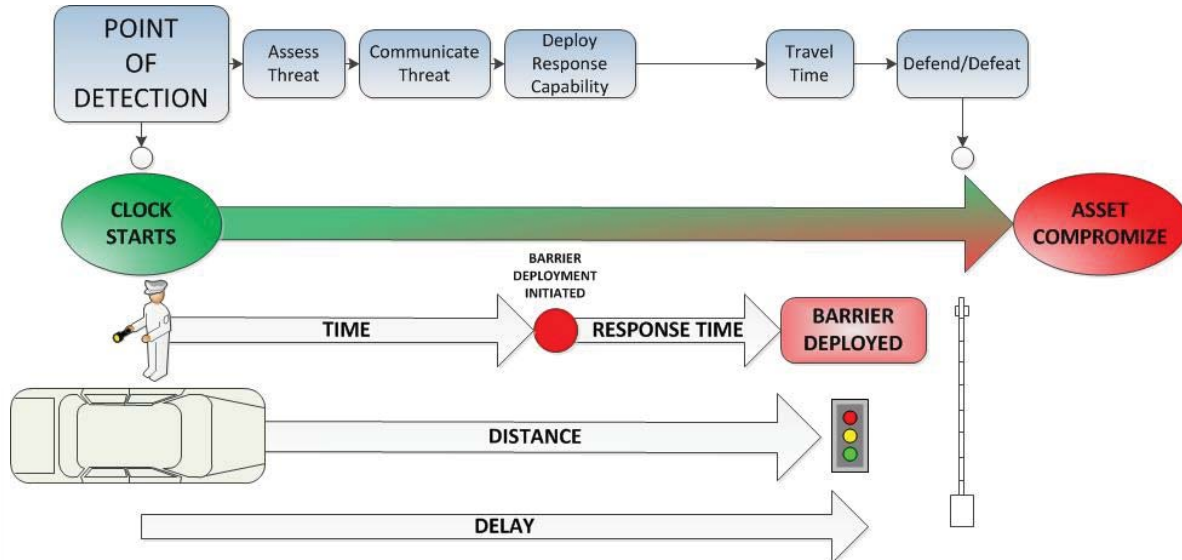 POINT
OF
DETECTION
Assess
Threat
Communicate
Threat
Deploy
Response
Capability
Travel
Time
Defend/Defeat
CLOCK
STARTS
ASSET
COMPROMIZE
BARRIER
DEPLOYMENT
INITIATED
TIME
RESPONSE TIME
BARRIER
DEPLOYED
DISTANCE
DELAY